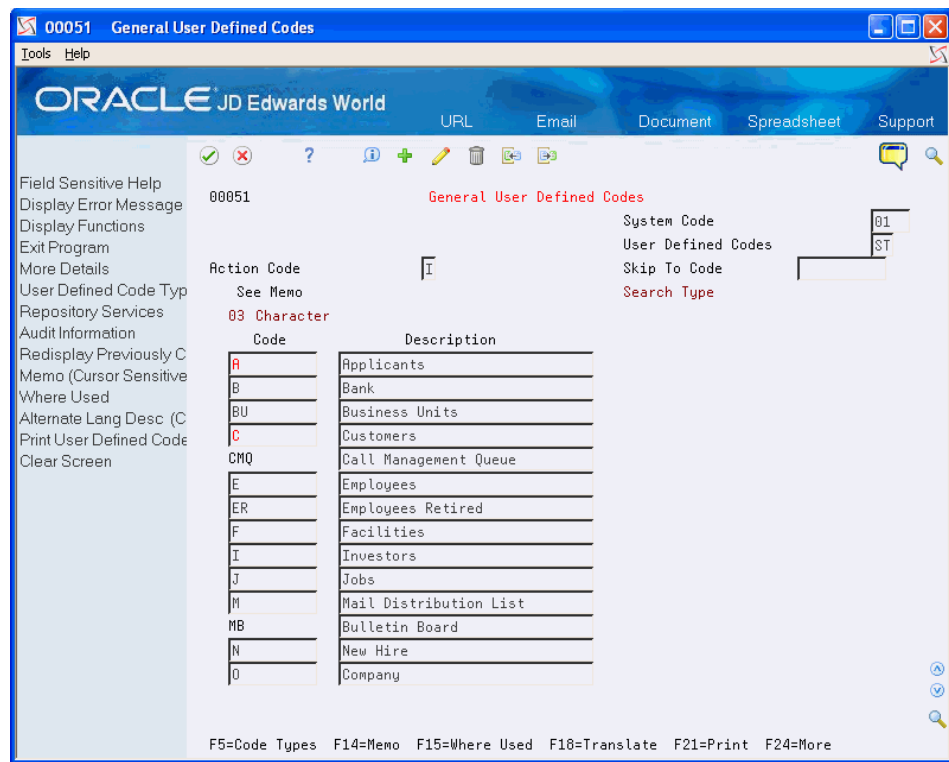 00051 General User Defined Codes
Tools Help
ORACLE JD Edwards World
URL Email Document Spreadsheet Support
Field Sensitive Help
Display Error Message
Display Functions
Exit Program
More Details
User Defined Code Typ
Repository Services
Audit Information
Redisplay Previously C
Memo (Cursor Sensitive
Where Used
Alternate Lang Desc (C
Print User Defined Code
Clear Screen
00051 General User Defined Codes
System Code 01
User Defined Codes ST
Action Code I Skip To Code
See Memo Search Type
03 Character
Code Description
A Applicants
B Bank
BU Business Units
C Customers
CMQ Call Management Queue
E Employees
ER Employees Retired
F Facilities
I Investors
J Jobs
M Mail Distribution List
MB Bulletin Board
N New Hire
O Company
F5=Code Types F14=Memo F15=Where Used F18=Translate F21=Print F24=More